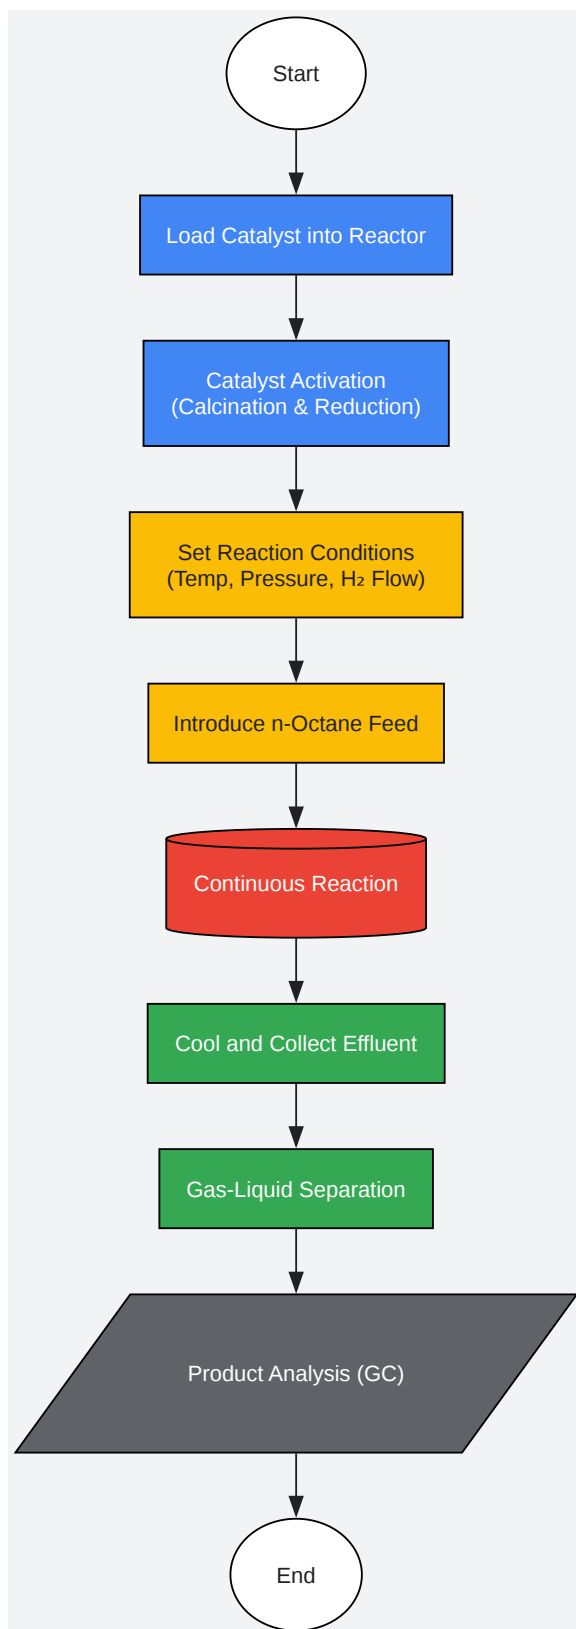 Start
Load Catalyst into Reactor
Catalyst Activation
(Calcination & Reduction)
Set Reaction Conditions
(Temp, Pressure, H₂ Flow)
Introduce n-Octane Feed
Continuous Reaction
Cool and Collect Effluent
Gas-Liquid Separation
Product Analysis (GC)
End